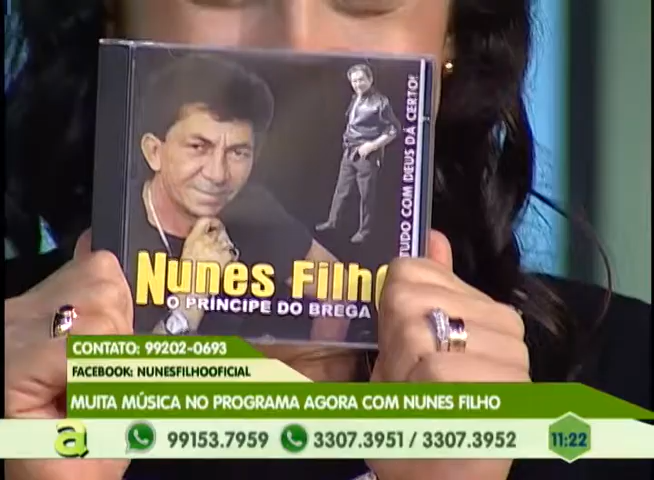 TUDO COM DEUS DÁ CERTO!
NUNES FILHO
O PRÍNCIPE DO BREGA
CONTATO: 99202-0693
FACEBOOK: NUNESFILHOOFICIAL
MUITA MÚSICA NO PROGRAMA AGORA COM NUNES FILHO
a 99153.7959 3307.3951 / 3307.3952 11:22